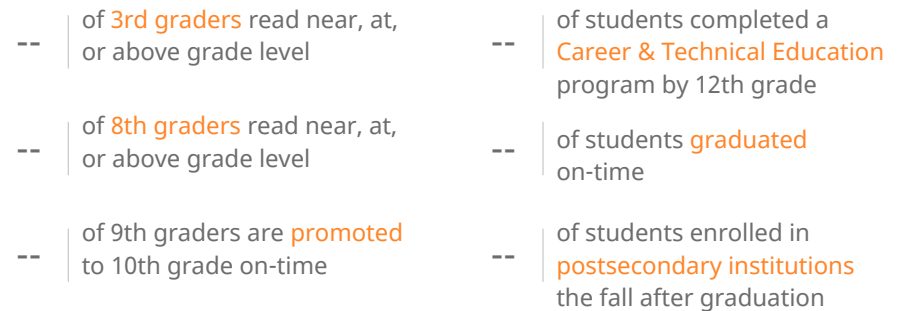 -- of 3rd graders read near, at,
or above grade level
-- of 8th graders read near, at,
or above grade level
-- of 9th graders are promoted
to 10th grade on-time
-- of students completed a
Career & Technical Education
program by 12th grade
-- of students graduated
on-time
-- of students enrolled in
postsecondary institutions
the fall after graduation